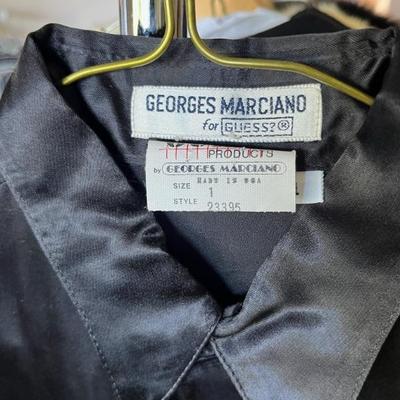 GEORGES MARCIANO
for GUESS?®
PRODUCTS
by GEORGES MARCIANO
MADE IN USA
SIZE 1
STYLE 23395